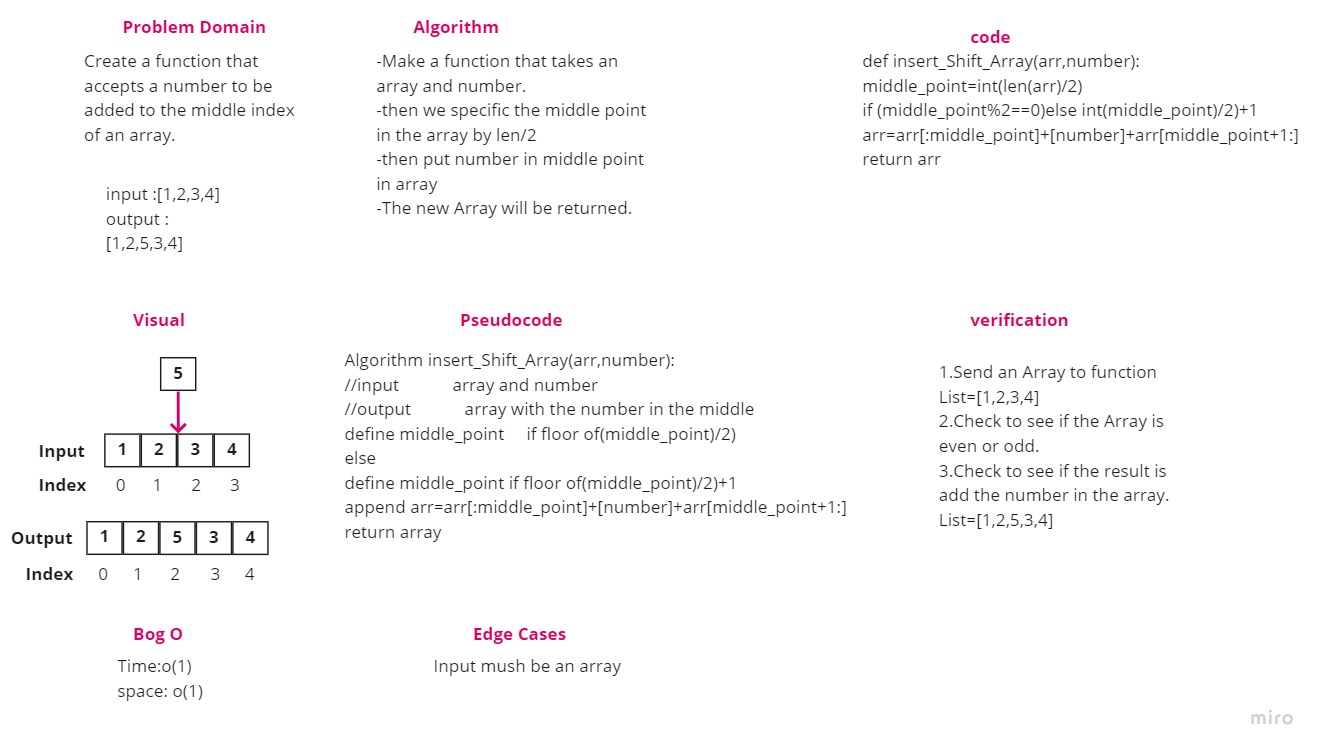 Problem Domain
Create a function that
accepts a number to be
added to the middle index
of an array.
input :[1,2,3,4]
output :
[1,2,5,3,4]
Algorithm
-Make a function that takes an
array and number.
-then we specific the middle point
in the array by len/2
-then put number in middle point
in array
-The new Array will be returned.
code
def insert_Shift_Array(arr,number):
middle_point=int(len(arr)/2)
if (middle_point%2==0)else int(middle_point)/2)+1
arr=arr[:middle_point]+[number]+arr[middle_point+1:]
return arr
Visual
5
Input 1 2 3 4
Index 0 1 2 3
Output 1 2 5 3 4
Index 0 1 2 3 4
Pseudocode
Algorithm insert_Shift_Array(arr,number):
//input array and number
//output array with the number in the middle
define middle_point if floor of(middle_point)/2)
else
define middle_point if floor of(middle_point)/2)+1
append arr=arr[:middle_point]+[number]+arr[middle_point+1:]
return array
verification
1.Send an Array to function
List=[1,2,3,4]
2.Check to see if the Array is
even or odd.
3.Check to see if the result is
add the number in the array.
List=[1,2,5,3,4]
Bog O
Time:o(1)
space: o(1)
Edge Cases
Input mush be an array
miro